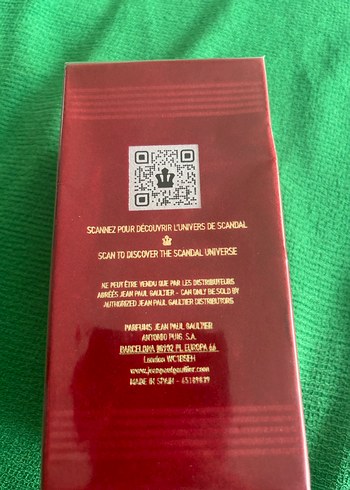 SCANNEZ POUR DÉCOUVRIR L'UNIVERS DE SCANDAL
SCAN TO DISCOVER THE SCANDAL UNIVERSE
NE PEUT ÊTRE VENDU QUE PAR LES DISTRIBUTEURS
AGRÉÉS JEAN PAUL GAULTIER - CAN ONLY BE SOLD BY
AUTHORIZED JEAN PAUL GAULTIER DISTRIBUTORS.
PARFUMS JEAN PAUL GAULTIER
ANTONIO PUIG, S.A.
BARCELONA 08902 PL EUROPA 46
London WC1B5EH
www.jeanpaulgaultier.com
MADE IN SPAIN - 65189839